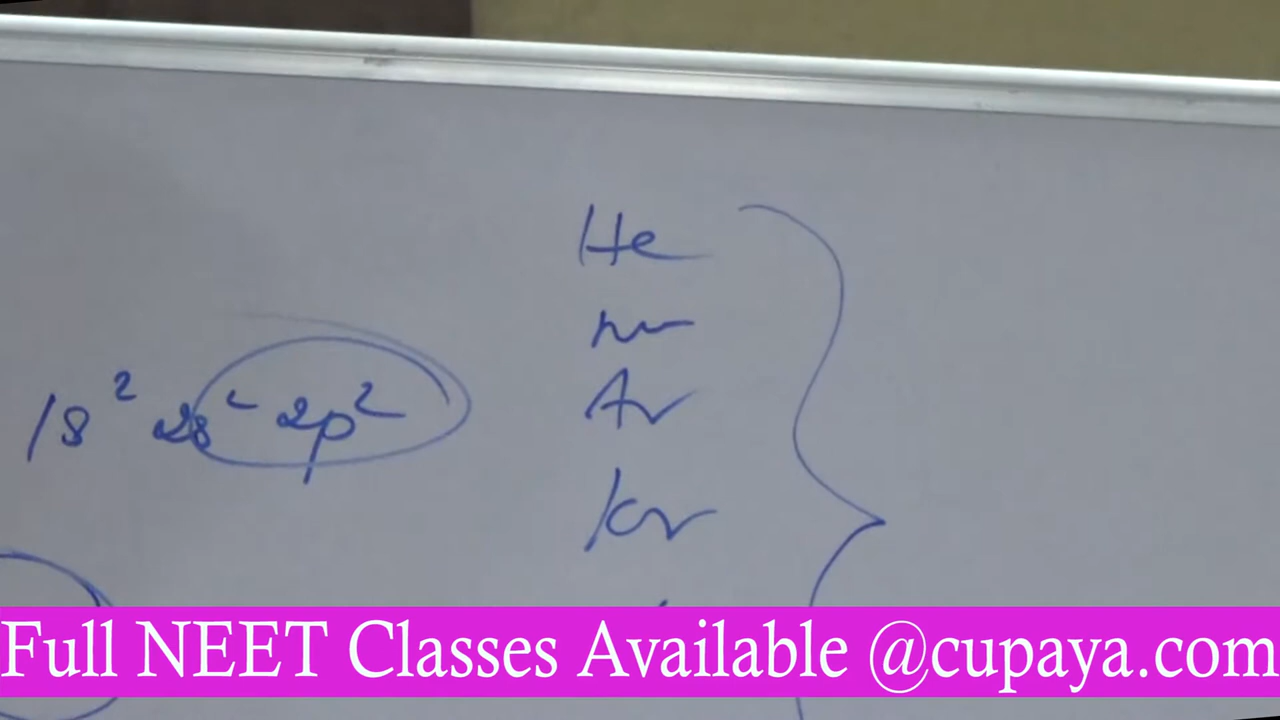 He
Ar
1s² 2s² 2p²
Kr
Full NEET Classes Available @cupaya.com